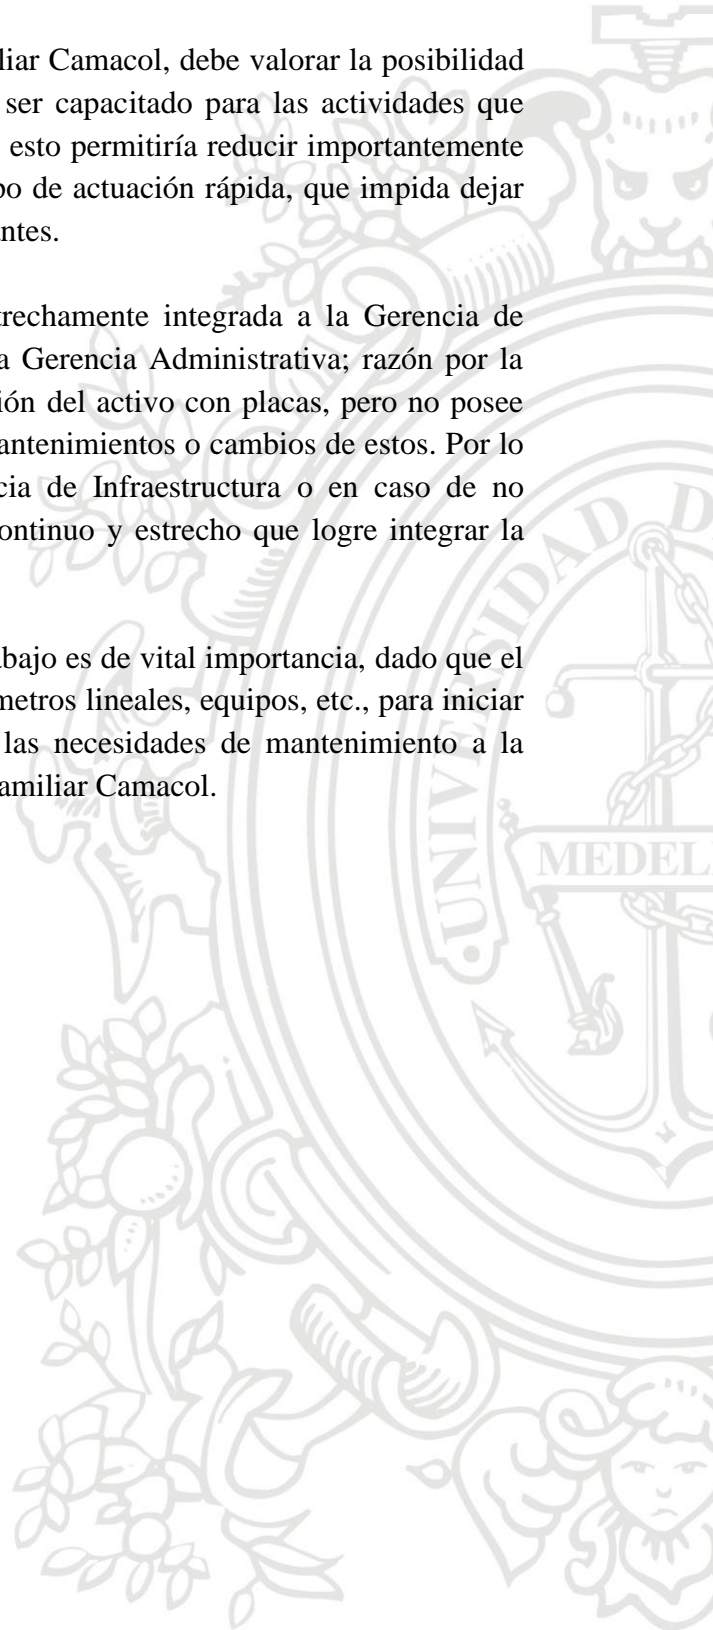 liar Camacol, debe valorar la posibilidad
ser capacitado para las actividades que
esto permitiría reducir importantemente
po de actuación rápida, que impida dejar
antes.
trechamente integrada a la Gerencia de
a Gerencia Administrativa; razón por la
ión del activo con placas, pero no posee
antenimientos o cambios de estos. Por lo
cia de Infraestructura o en caso de no
ontinuo y estrecho que logre integrar la
abajo es de vital importancia, dado que el
metros lineales, equipos, etc., para iniciar
las necesidades de mantenimiento a la
amiliar Camacol.
UNIVERSIDAD D
MEDEL